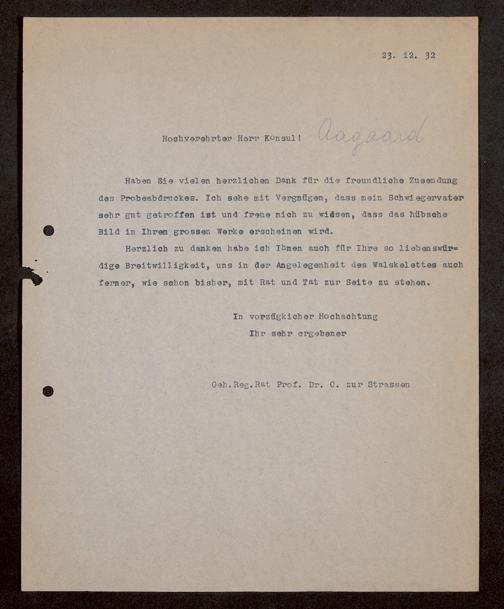 23. 12. 32
Hochverehrter Herr Konsul! Aagaard
Haben Sie vielen herzlichen Dank für die freundliche Zusendung
des Probeabdruckes. Ich sehe mit Vergnügen, dass mein Schwiegervater
sehr gut getroffen ist und freue mich zu widsen, dass das hübsche
Bild in Ihrem grossen Werke erscheinen wird.
Herzlich zu danken habe ich Ihnen auch für Ihre so liebenswür=
dige Breitwilligkeit, uns in der Angelegenheit des Walskelettes auch
ferner, wie schon bisher, mit Rat und Tat zur Seite zu stehen.
In vorzügkicher Hochachtung
Ihr sehr ergebener
Geh.Reg.Rat Prof. Dr. O. zur Strassen